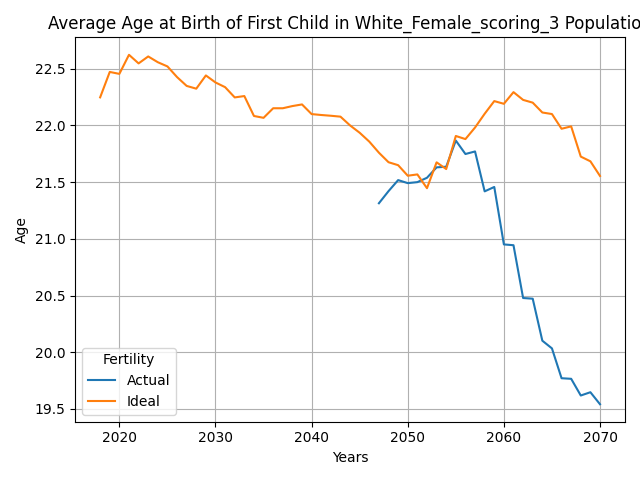 Average Age at Birth of First Child in White_Female_scoring_3 Populatio
22.5
22.0
21.5
21.0
20.5
20.0
19.5
Age
Fertility
Actual
Ideal
2020 2030 2040 2050 2060 2070
Years